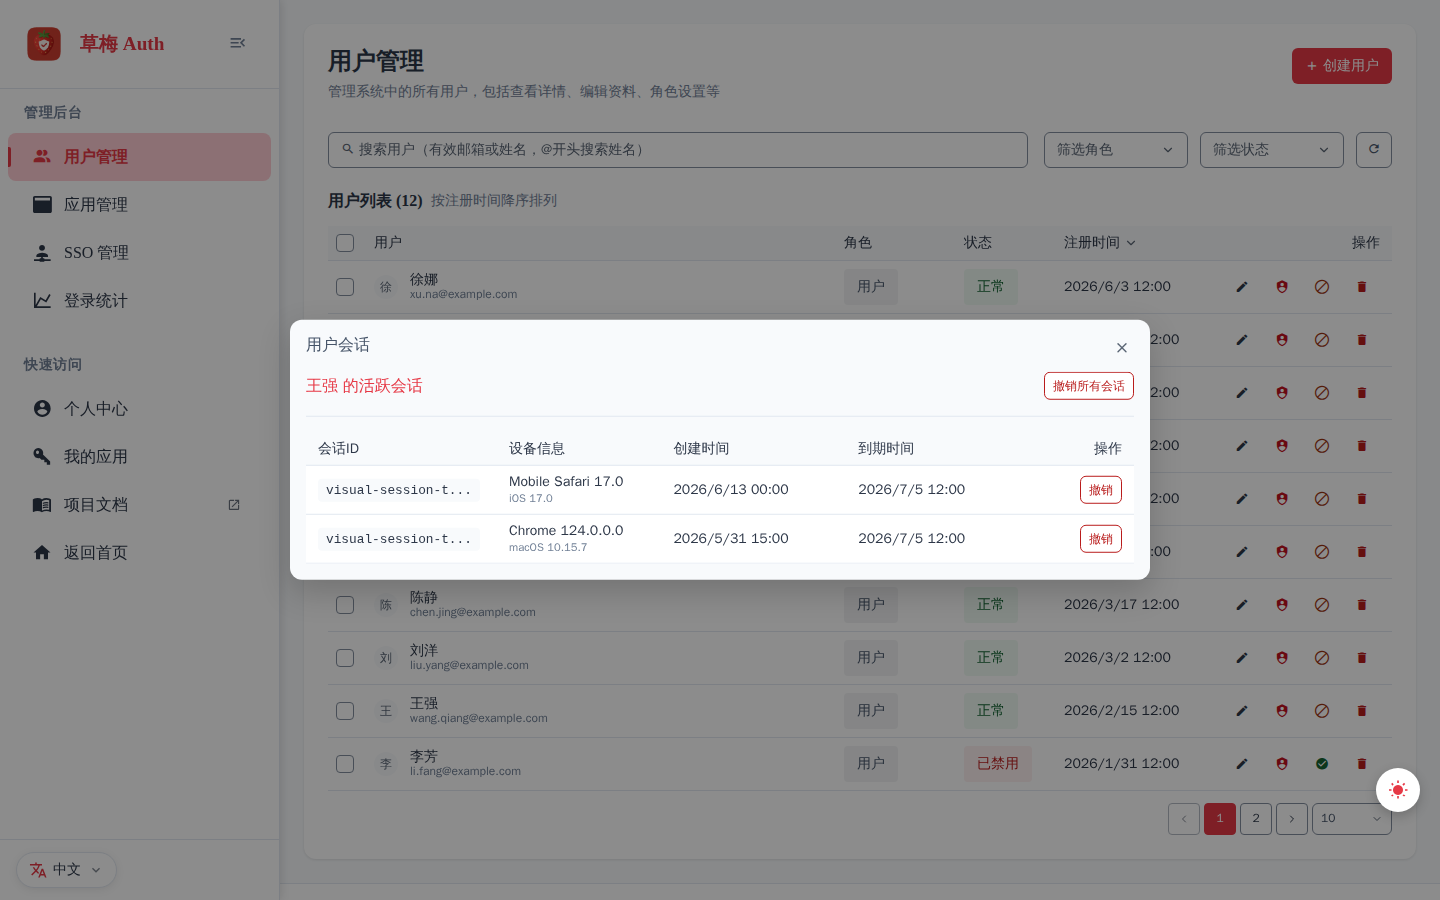 草梅 Auth
管理后台
用户管理
应用管理
SSO 管理
登录统计
快速访问
个人中心
我的应用
项目文档
返回首页
中文
用户管理
管理系统中的所有用户，包括查看详情、编辑资料、角色设置等
+ 创建用户
搜索用户（有效邮箱或姓名，@开头搜索姓名）
筛选角色
筛选状态
用户列表 (12) 按注册时间降序排列
用户 角色 状态 注册时间 操作
徐 徐娜 用户 正常 2026/6/3 12:00
xu.na@example.com
2:00
2:00
2:00
2:00
:00
用户会话
王强 的活跃会话
撤销所有会话
会话ID 设备信息 创建时间 到期时间 操作
visual-session-t... Mobile Safari 17.0 2026/6/13 00:00 2026/7/5 12:00 撤销
iOS 17.0
visual-session-t... Chrome 124.0.0.0 2026/5/31 15:00 2026/7/5 12:00 撤销
macOS 10.15.7
陈 陈静 用户 正常 2026/3/17 12:00
chen.jing@example.com
刘 刘洋 用户 正常 2026/3/2 12:00
liu.yang@example.com
王 王强 用户 正常 2026/2/15 12:00
wang.qiang@example.com
李 李芳 用户 已禁用 2026/1/31 12:00
li.fang@example.com
1 2 10